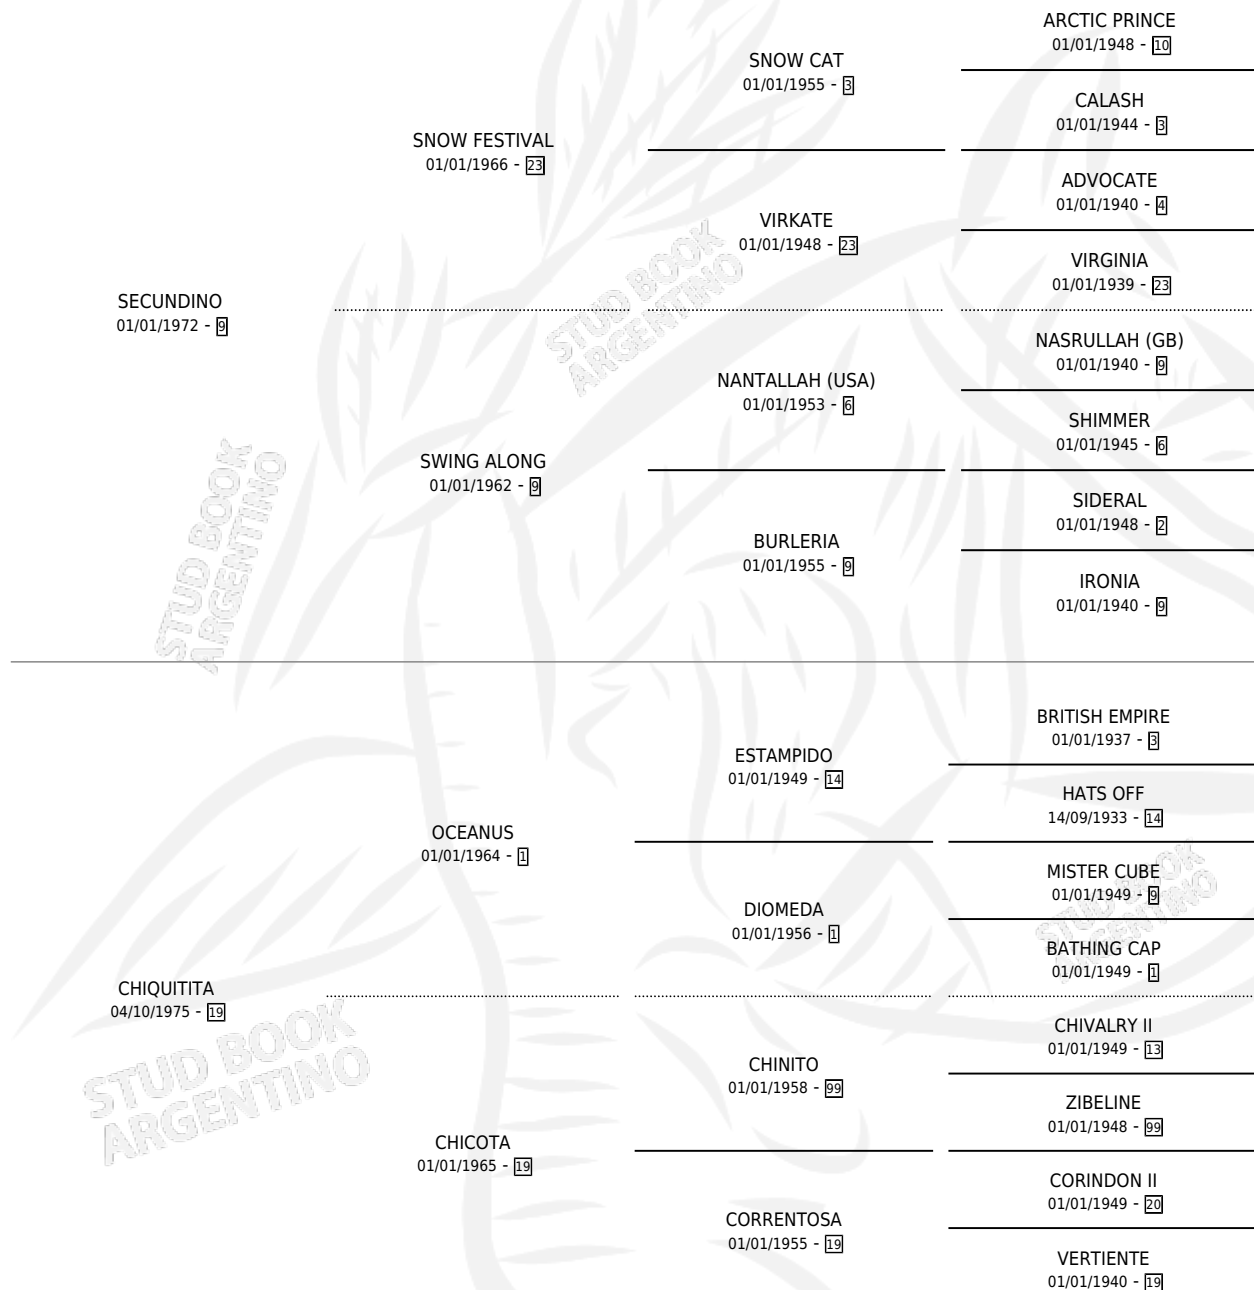 ARCTIC PRINCE
01/01/1948 - 10
SNOW CAT
01/01/1955 - 3
CALASH
01/01/1944 - 3
SNOW FESTIVAL
01/01/1966 - 23
ADVOCATE
01/01/1940 - 4
VIRKATE
01/01/1948 - 23
VIRGINIA
01/01/1939 - 23
SECUNDINO
01/01/1972 - 9
NASRULLAH (GB)
01/01/1940 - 9
NANTALLAH (USA)
01/01/1953 - 6
SHIMMER
01/01/1945 - 6
SWING ALONG
01/01/1962 - 9
SIDERAL
01/01/1948 - 2
BURLERIA
01/01/1955 - 9
IRONIA
01/01/1940 - 9
BRITISH EMPIRE
01/01/1937 - 3
ESTAMPIDO
01/01/1949 - 14
HATS OFF
14/09/1933 - 14
OCEANUS
01/01/1964 - 1
MISTER CUBE
01/01/1949 - 9
DIOMEDA
01/01/1956 - 1
BATHING CAP
01/01/1949 - 1
CHIQUITITA
04/10/1975 - 19
CHIVALRY II
01/01/1949 - 13
CHINITO
01/01/1958 - 99
ZIBELINE
01/01/1948 - 99
CHICOTA
01/01/1965 - 19
CORINDON II
01/01/1949 - 20
CORRENTOSA
01/01/1955 - 19
VERTIENTE
01/01/1940 - 19
STUD BOOK
ARGENTINO
STUD BOOK
ARGENTINO
STUD BOOK
ARGENTINO
STUD BOOK
ARGENTINO